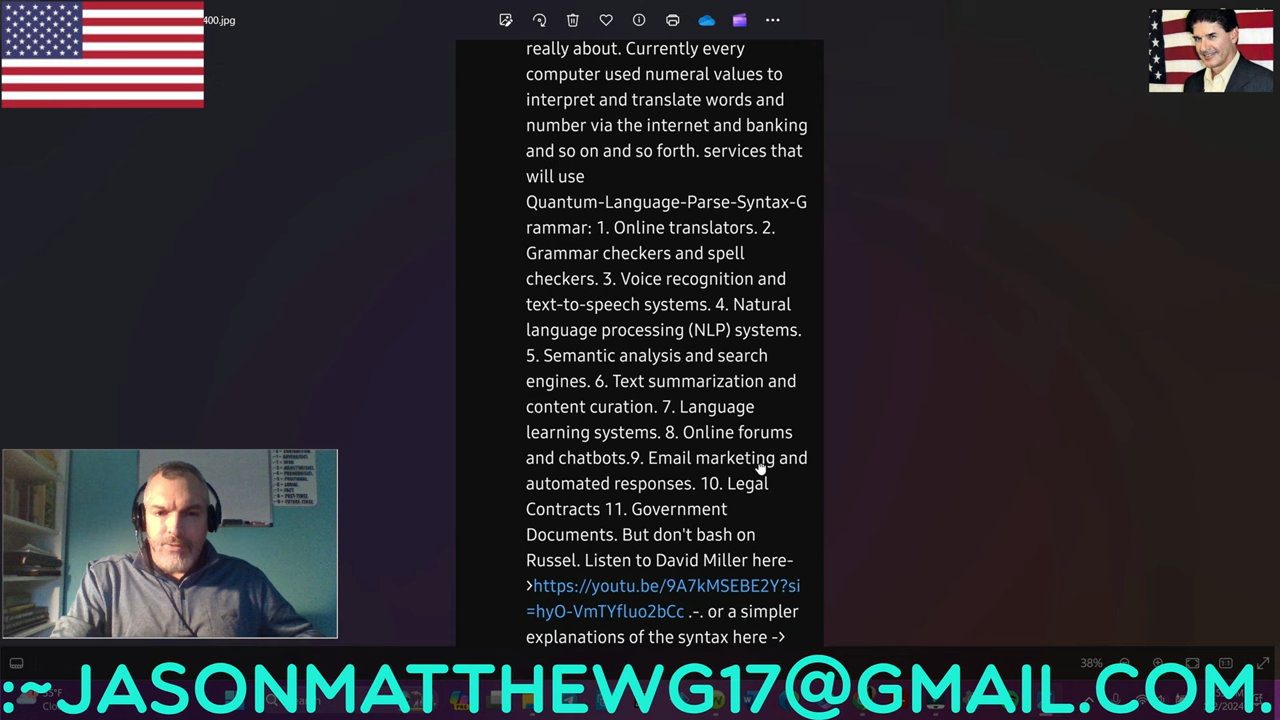 400.jpg
really about. Currently every
computer used numeral values to
interpret and translate words and
number via the internet and banking
and so on and so forth. services that
will use
Quantum-Language-Parse-Syntax-G
rammar: 1. Online translators. 2.
Grammar checkers and spell
checkers. 3. Voice recognition and
text-to-speech systems. 4. Natural
language processing (NLP) systems.
5. Semantic analysis and search
engines. 6. Text summarization and
content curation. 7. Language
learning systems. 8. Online forums
and chatbots.9. Email marketing and
automated responses. 10. Legal
Contracts 11. Government
Documents. But don't bash on
Russel. Listen to David Miller here-
>https://youtu.be/9A7kMSEBE2Y?si
=hyO-VmTYfluo2bCc .-. or a simpler
explanations of the syntax here ->
38%
:~ JASONMATTHEWG17@GMAIL.COM.